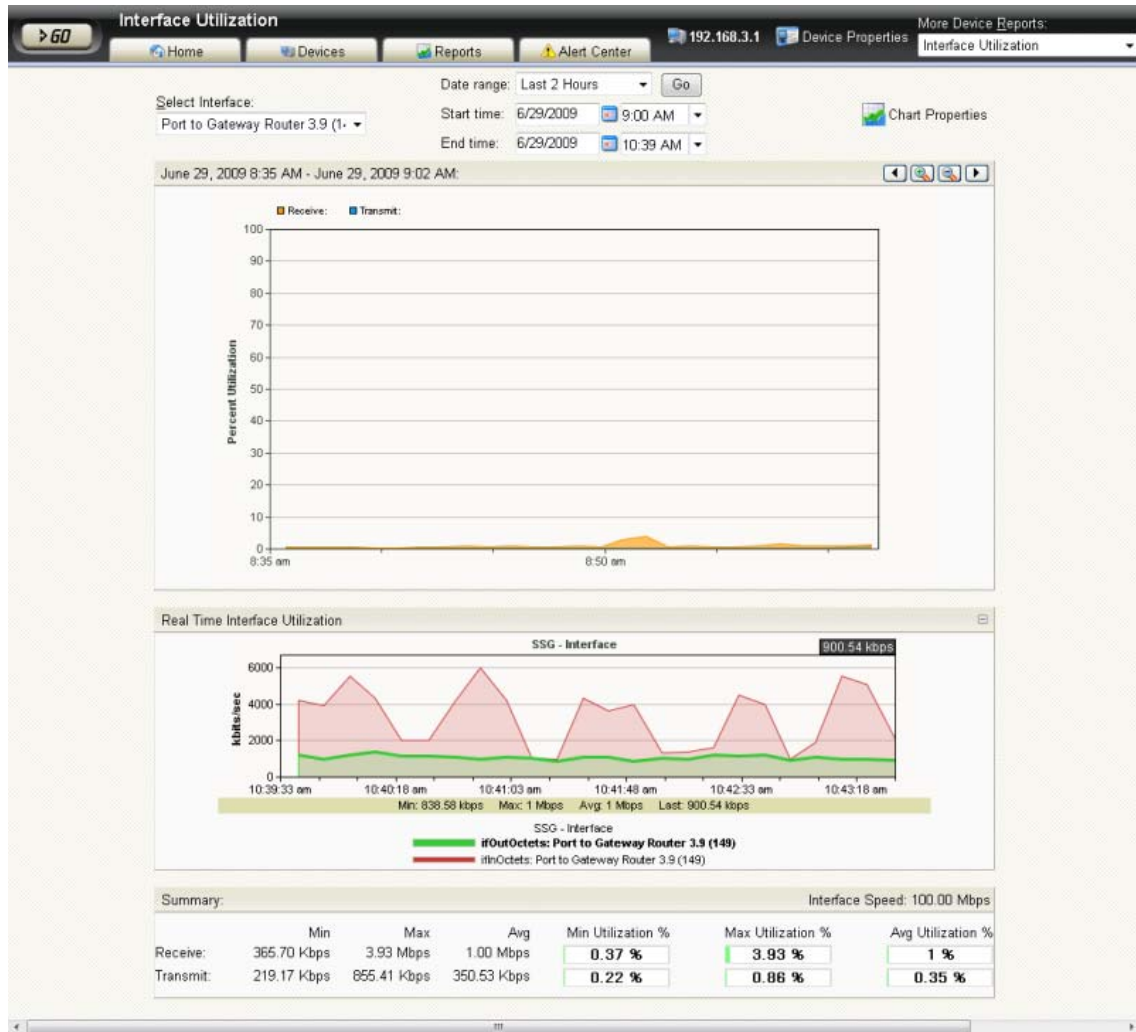 GO
Interface Utilization
Home
Devices
Reports
Alert Center
192.168.3.1
Device Properties
More Device Reports:
Interface Utilization
Select Interface:
Port to Gateway Router 3.9 (1-
Date range: Last 2 Hours Go
Start time: 6/29/2009 9:00 AM
End time: 6/29/2009 10:39 AM
Chart Properties
June 29, 2009 8:35 AM - June 29, 2009 9:02 AM:
Receive: Transmit:
Percent Utilization
100
90
80
70
60
50
40
30
20
10
0
8:35 am 8:50 am
Real Time Interface Utilization
SSG - Interface
900.54 kbps
kbits/sec
6000
4000
2000
0
10:39:33 am 10:40:18 am 10:41:03 am 10:41:48 am 10:42:33 am 10:43:18 am
Min: 838.58 kbps Max: 1 Mbps Avg: 1 Mbps Last: 900.54 kbps
SSG - Interface
ifOutOctets: Port to Gateway Router 3.9 (149)
ifInOctets: Port to Gateway Router 3.9 (149)
Summary: Interface Speed: 100.00 Mbps
Min Max Avg Min Utilization % Max Utilization % Avg Utilization %
Receive: 365.70 Kbps 3.93 Mbps 1.00 Mbps 0.37 % 3.93 % 1 %
Transmit: 219.17 Kbps 855.41 Kbps 350.53 Kbps 0.22 % 0.86 % 0.35 %